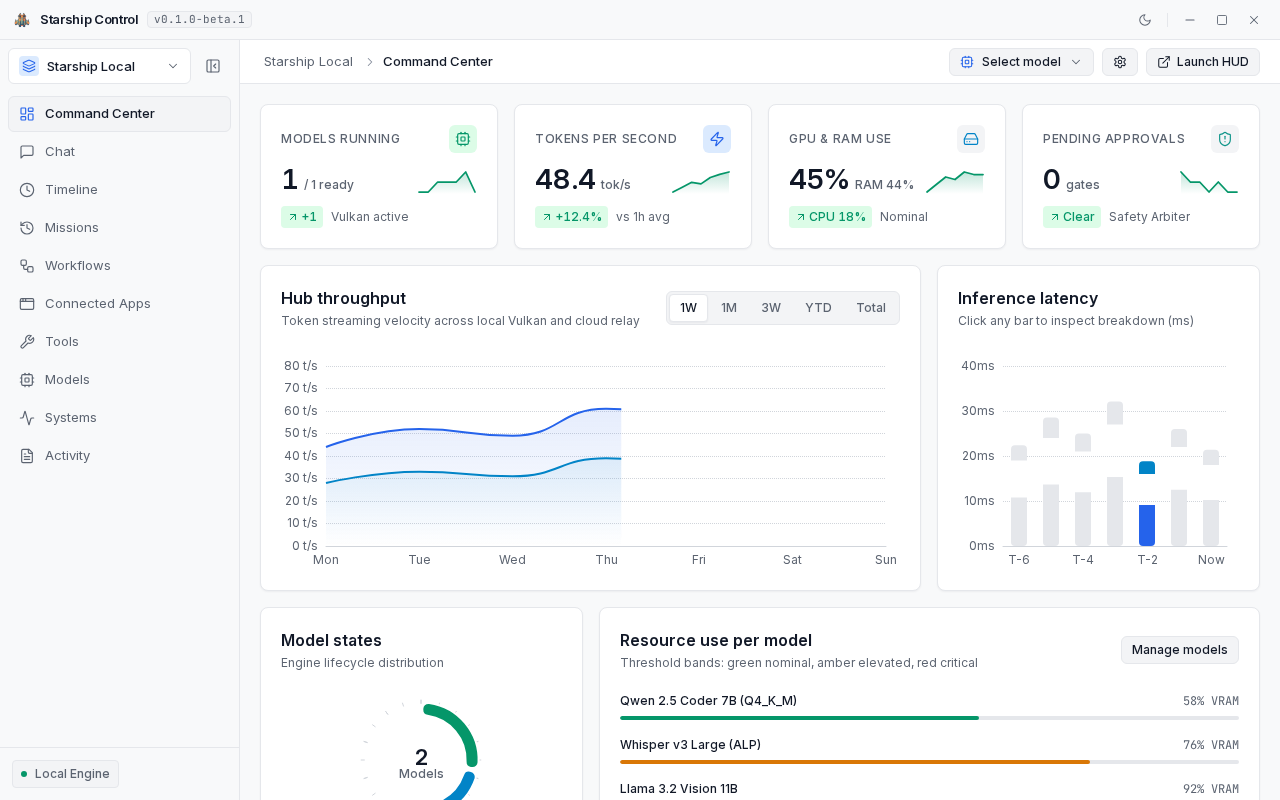 Starship Control v0.1.0-beta.1
Starship Local
Starship Local > Command Center
Select model
Launch HUD
Command Center
Chat
Timeline
Missions
Workflows
Connected Apps
Tools
Models
Systems
Activity
Local Engine
MODELS RUNNING
1 / 1 ready
+1 Vulkan active
TOKENS PER SECOND
48.4 tok/s
+12.4% vs 1h avg
GPU & RAM USE
45% RAM 44%
CPU 18% Nominal
PENDING APPROVALS
0 gates
Clear Safety Arbiter
Hub throughput
Token streaming velocity across local Vulkan and cloud relay
1W 1M 3W YTD Total
80 t/s
70 t/s
60 t/s
50 t/s
40 t/s
30 t/s
20 t/s
10 t/s
0 t/s
Mon Tue Wed Thu Fri Sat Sun
Inference latency
Click any bar to inspect breakdown (ms)
40ms
30ms
20ms
10ms
0ms
T-6 T-4 T-2 Now
Model states
Engine lifecycle distribution
2
Models
Resource use per model
Threshold bands: green nominal, amber elevated, red critical
Manage models
Qwen 2.5 Coder 7B (Q4_K_M) 58% VRAM
Whisper v3 Large (ALP) 76% VRAM
Llama 3.2 Vision 11B 92% VRAM